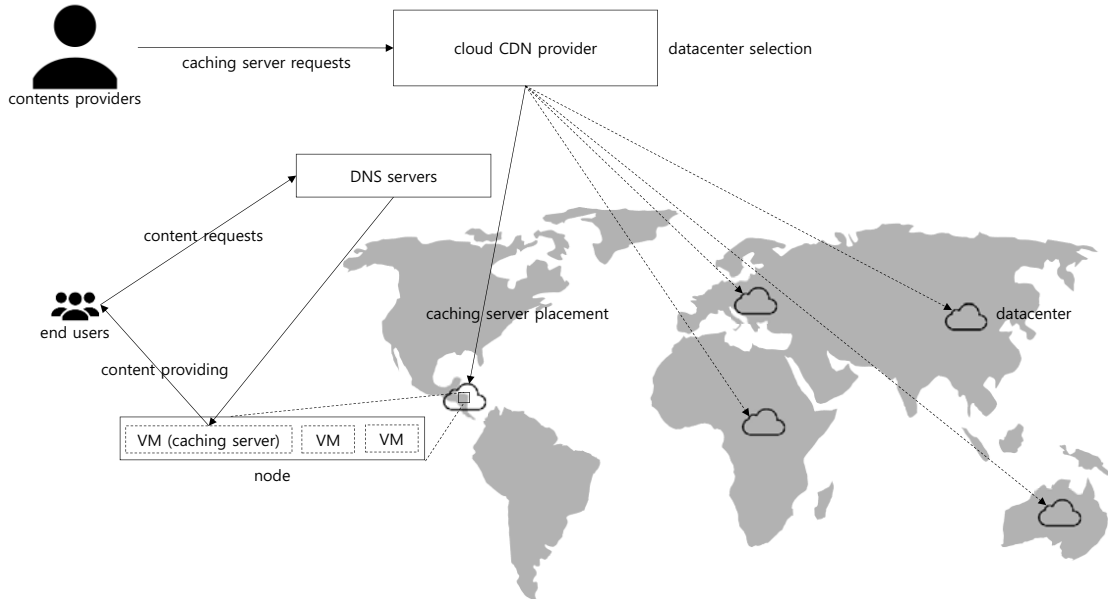 cloud CDN provider
datacenter selection
caching server requests
contents providers
DNS servers
content requests
caching server placement
datacenter
end users
content providing
VM (caching server)
VM
VM
node